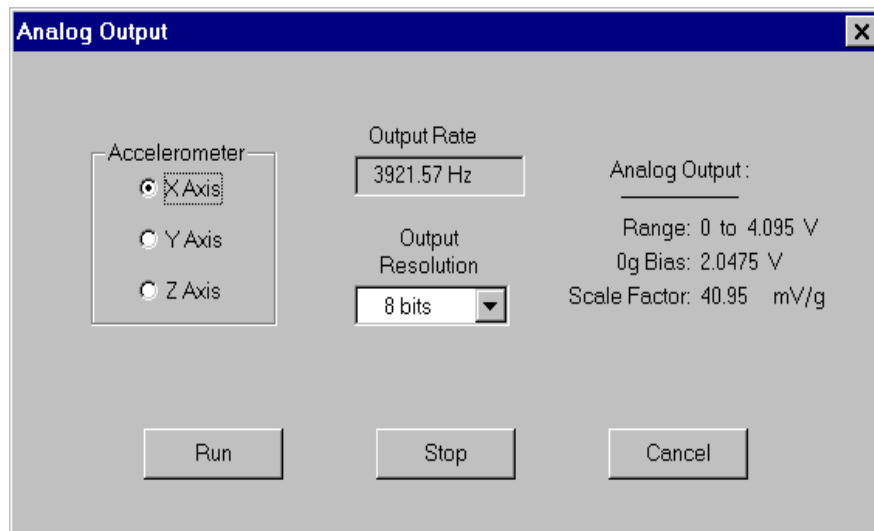 Analog Output
Accelerometer
X Axis
Y Axis
Z Axis
Output Rate
3921.57 Hz
Output
Resolution
8 bits
Analog Output :
Range: 0 to 4.095 V
0g Bias: 2.0475 V
Scale Factor: 40.95 mV/g
Run
Stop
Cancel